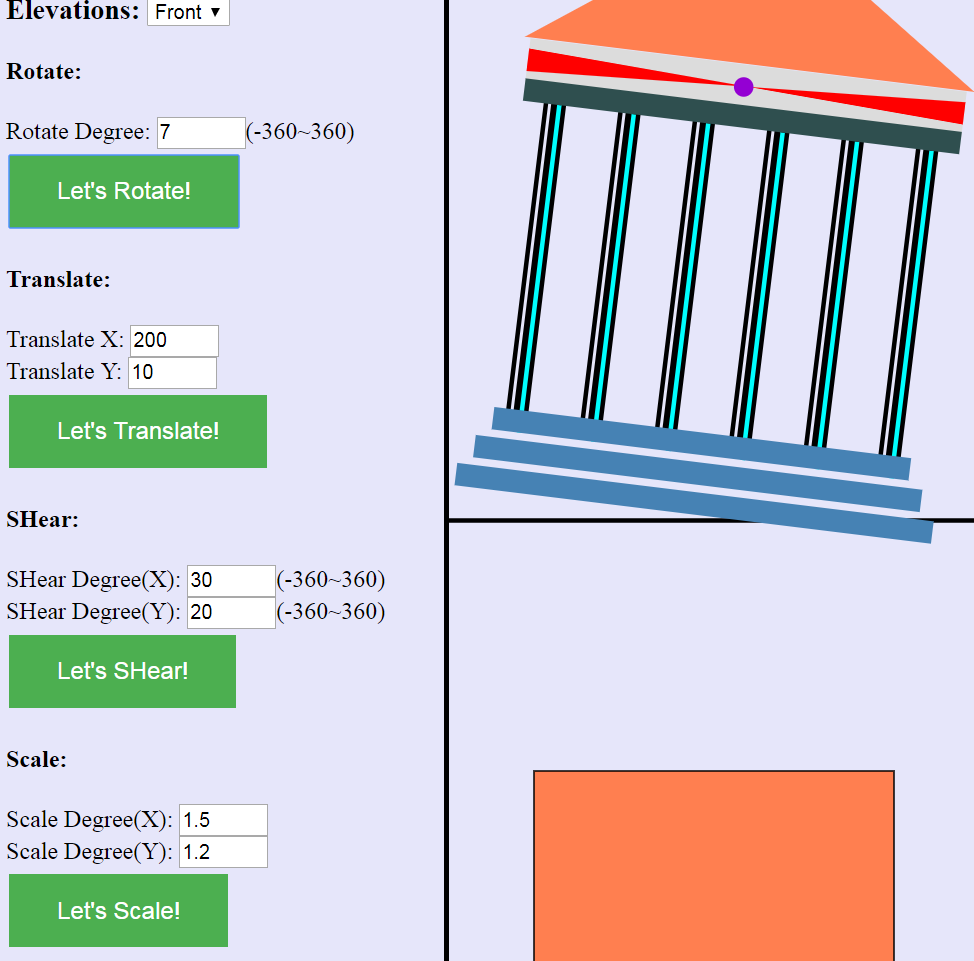 Elevations: Front ▼
Rotate:
Rotate Degree: 7 (-360~360)
Let's Rotate!
Translate:
Translate X: 200
Translate Y: 10
Let's Translate!
SHear:
SHear Degree(X): 30 (-360~360)
SHear Degree(Y): 20 (-360~360)
Let's SHear!
Scale:
Scale Degree(X): 1.5
Scale Degree(Y): 1.2
Let's Scale!